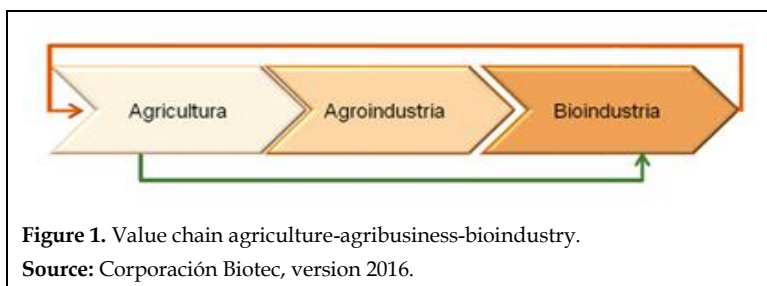 Agricultura
Agroindustria
Bioindustria
Figure 1. Value chain agriculture-agribusiness-bioindustry.
Source: Corporación Biotec, version 2016.